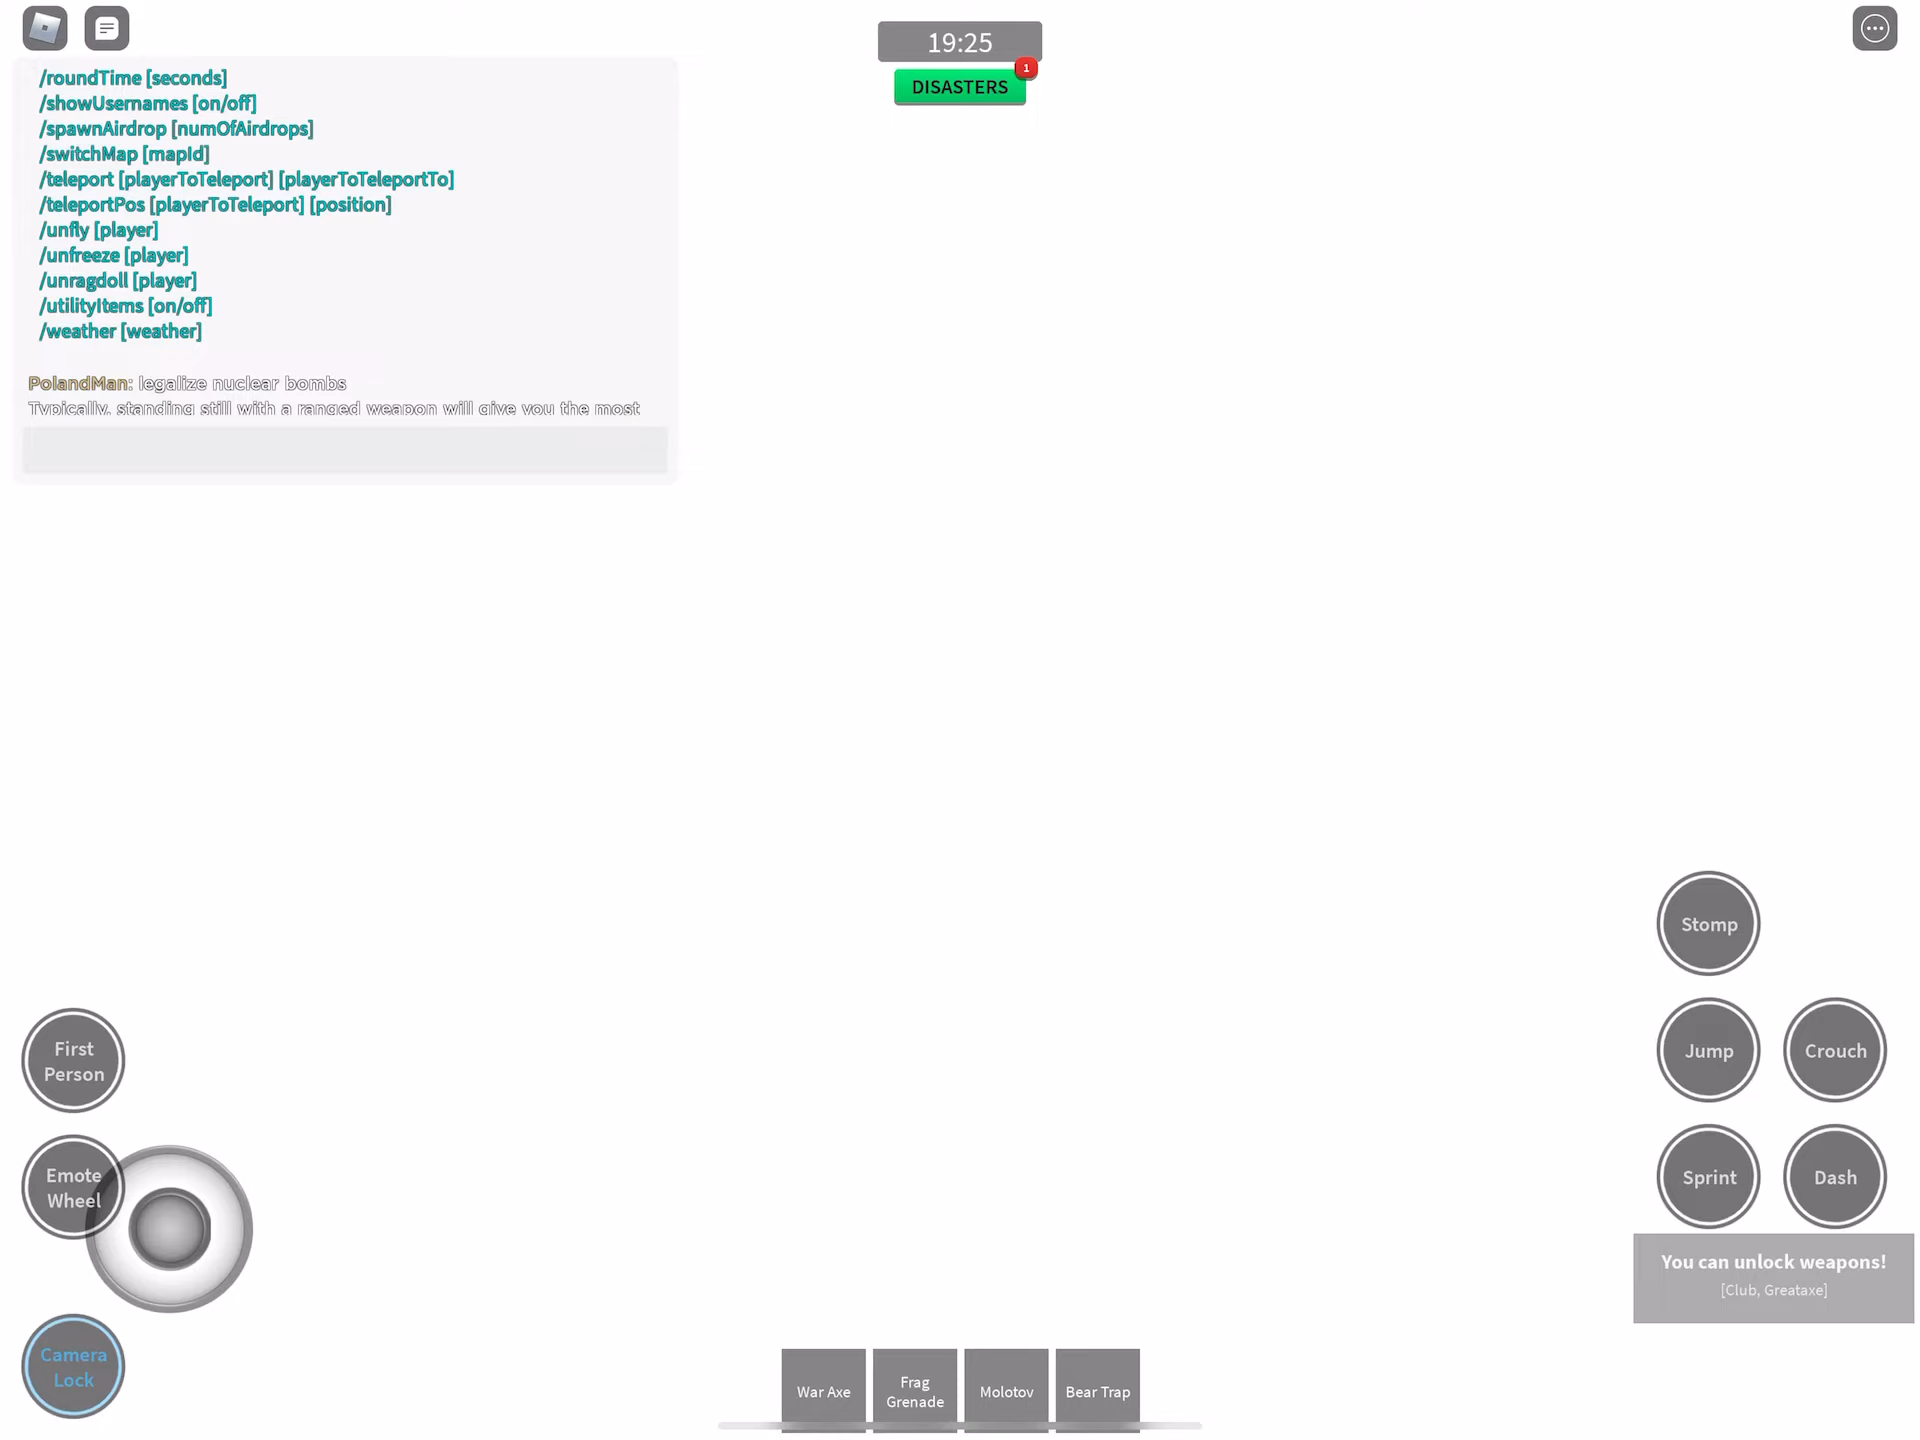 19:25
1
DISASTERS
/roundTime [seconds]
/showUsernames [on/off]
/spawnAirdrop [numOfAirdrops]
/switchMap [mapId]
/teleport [playerToTeleport] [playerToTeleportTo]
/teleportPos [playerToTeleport] [position]
/unfly [player]
/unfreeze [player]
/unragdoll [player]
/utilityItems [on/off]
/weather [weather]
PolandMan: legalize nuclear bombs
Typically, standing still with a ranged weapon will give you the most
Stomp
First
Person
Jump
Crouch
Emote
Wheel
Sprint
Dash
You can unlock weapons!
[Club, Greataxe]
Camera
Lock
War Axe
Frag
Grenade
Molotov
Bear Trap